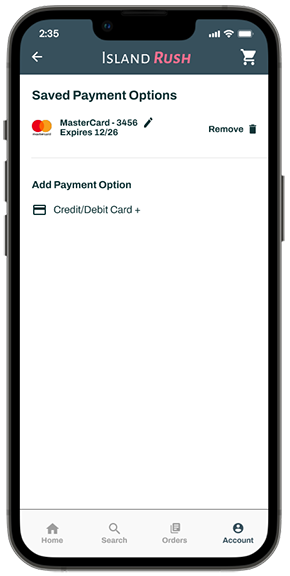 2:35
ISLAND RUSH
Saved Payment Options
MasterCard - 3456
Expires 12/26
Remove
Add Payment Option
Credit/Debit Card +
Home
Search
Orders
Account